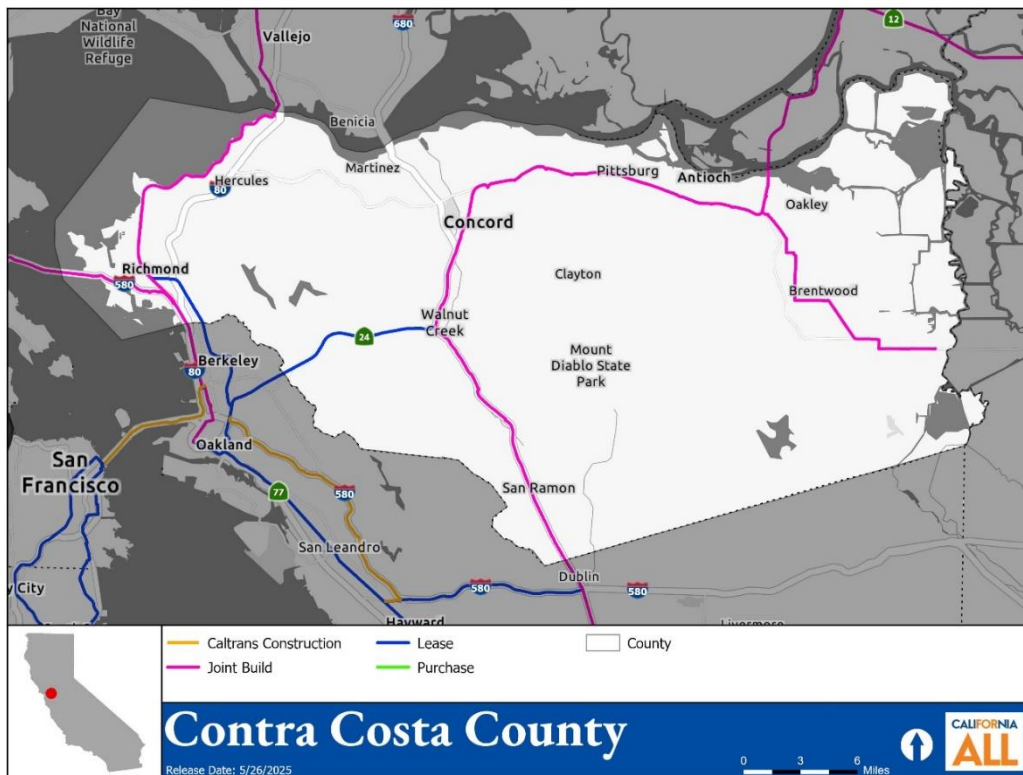 Bay
National
Wildlife
Refuge
Vallejo
680
12
Benicia
Martinez
Hercules
80
Pittsburg
Antioch
Oakley
Concord
Richmond
580
Clayton
Brentwood
Walnut
Creek
24
Berkeley
80
Mount
Diablo State
Park
Oakland
San
Francisco
580
77
San Ramon
San Leandro
Dublin
580
580
y City
Hayward
Livermore
Caltrans Construction
Lease
County
Joint Build
Purchase
Contra Costa County
Release Date: 5/26/2025
0 3 6
Miles
CALIFORNIA
ALL